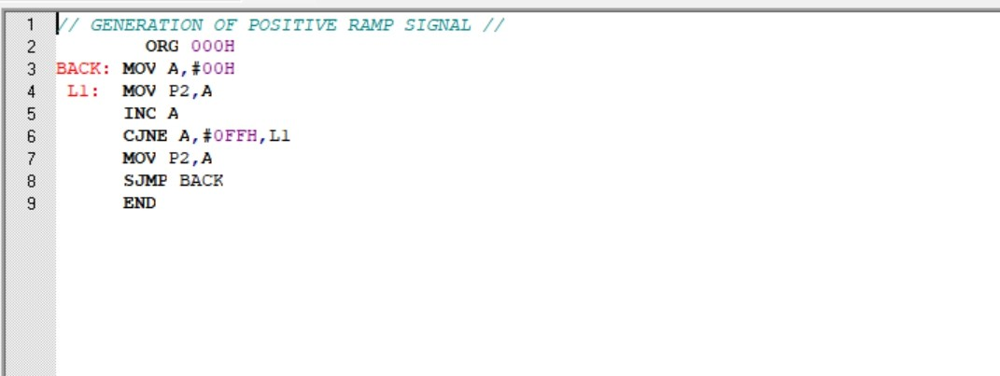 1 // GENERATION OF POSITIVE RAMP SIGNAL //
2 ORG 000H
3 BACK: MOV A,#00H
4 L1: MOV P2,A
5 INC A
6 CJNE A,#0FFH,L1
7 MOV P2,A
8 SJMP BACK
9 END